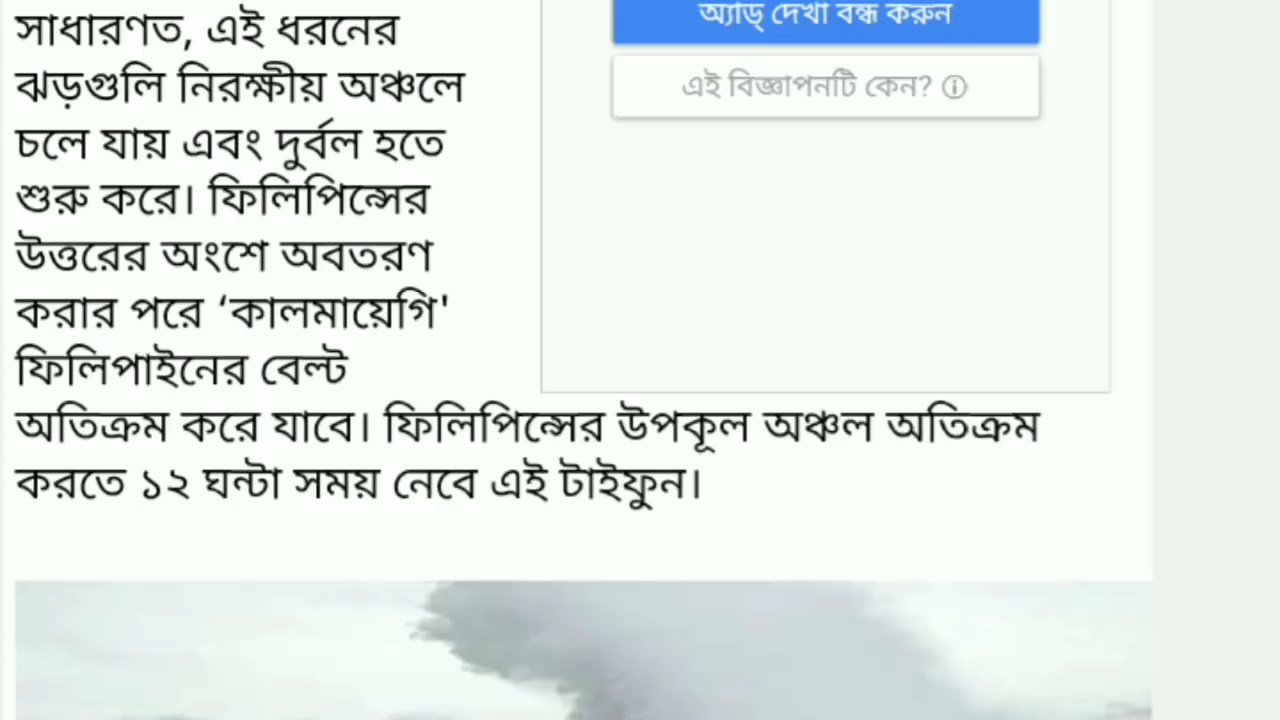 সাধারণত, এই ধরনের
ঝড়গুলি নিরক্ষীয় অঞ্চলে
চলে যায় এবং দুর্বল হতে
শুরু করে। ফিলিপিন্সের
উত্তরের অংশে অবতরণ
করার পরে ‘কালমায়েগি'
ফিলিপাইনের বেল্ট
অতিক্রম করে যাবে। ফিলিপিন্সের উপকূল অঞ্চল অতিক্রম
করতে ১২ ঘন্টা সময় নেবে এই টাইফুন।
অ্যাড্ দেখা বন্ধ করুন
এই বিজ্ঞাপনটি কেন?